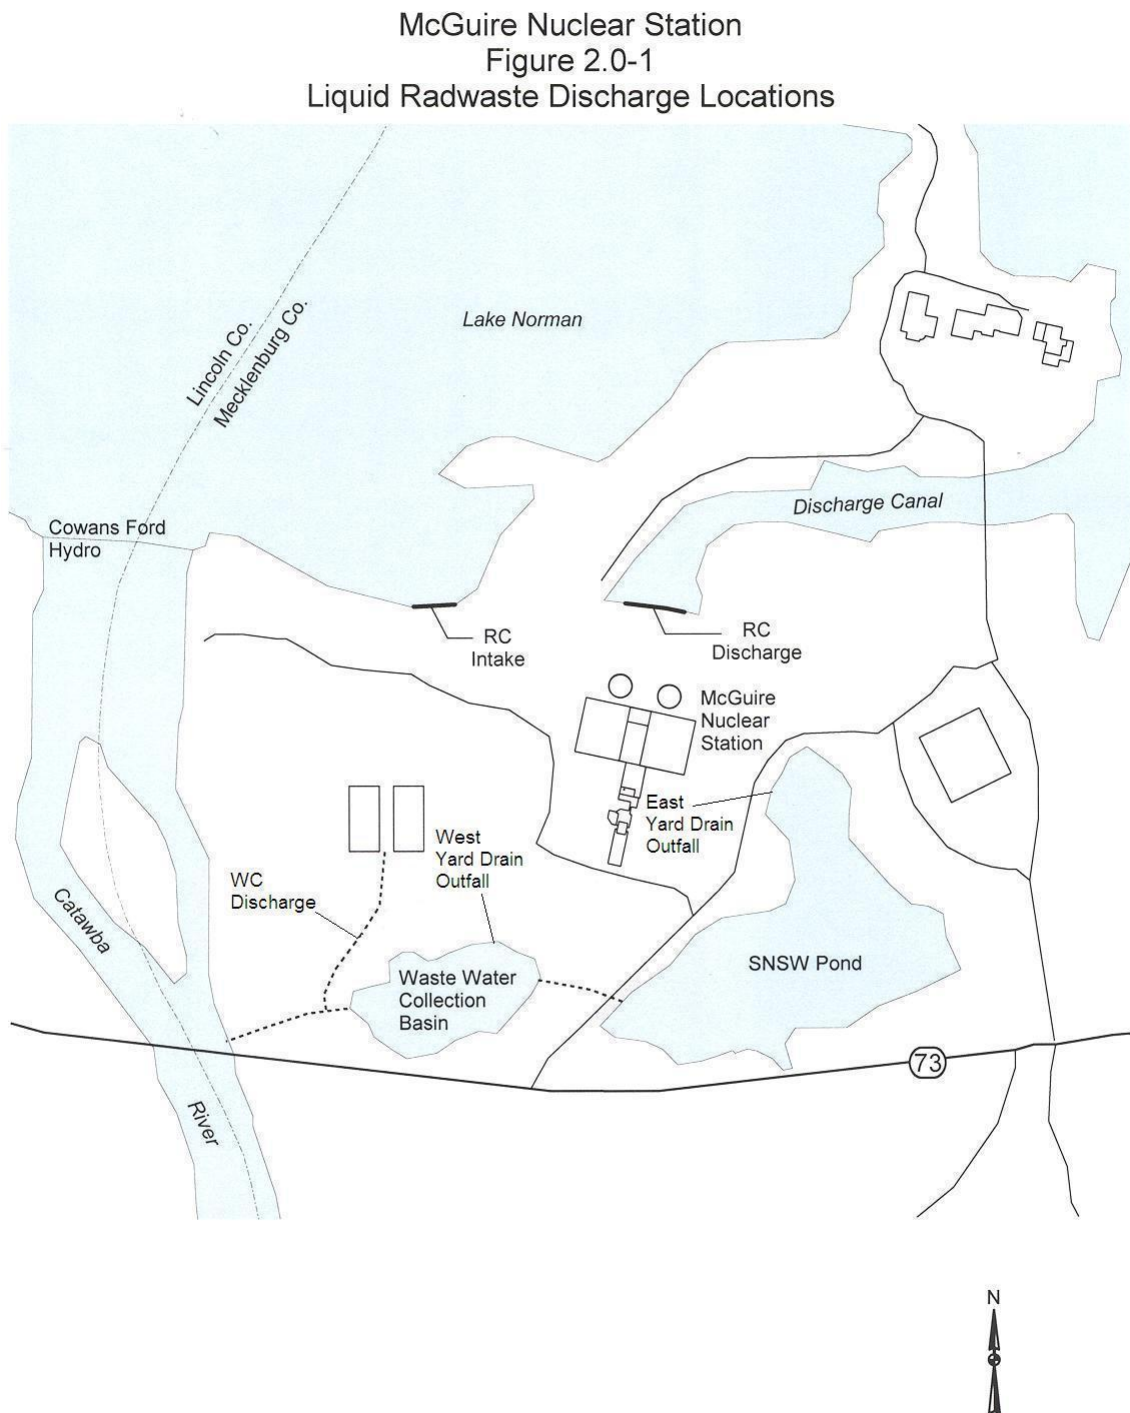 McGuire Nuclear Station
Figure 2.0-1
Liquid Radwaste Discharge Locations
Lake Norman
Lincoln Co.
Mecklenburg Co.
Discharge Canal
Cowans Ford
Hydro
RC
Intake
RC
Discharge
McGuire
Nuclear
Station
East
Yard Drain
Outfall
West
Yard Drain
Outfall
WC
Discharge
Catawba
SNSW Pond
Waste Water
Collection
Basin
73
River
N